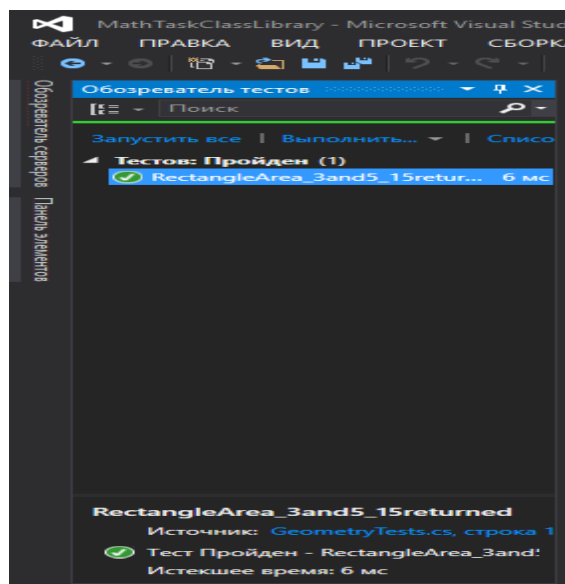 MathTaskClassLibrary - Microsoft Visual Stud
ФАЙЛ ПРАВКА ВИД ПРОЕКТ СБОРК
Обозреватель серверов
Панель элементов
Обозреватель тестов
Поиск
Запустить все | Выполнить... | Списо
Тестов: Пройден (1)
RectangleArea_3and5_15retur... 6 мс
RectangleArea_3and5_15returned
Источник: GeometryTests.cs, строка 1
Тест Пройден - RectangleArea_3and5
Истекшее время: 6 мс